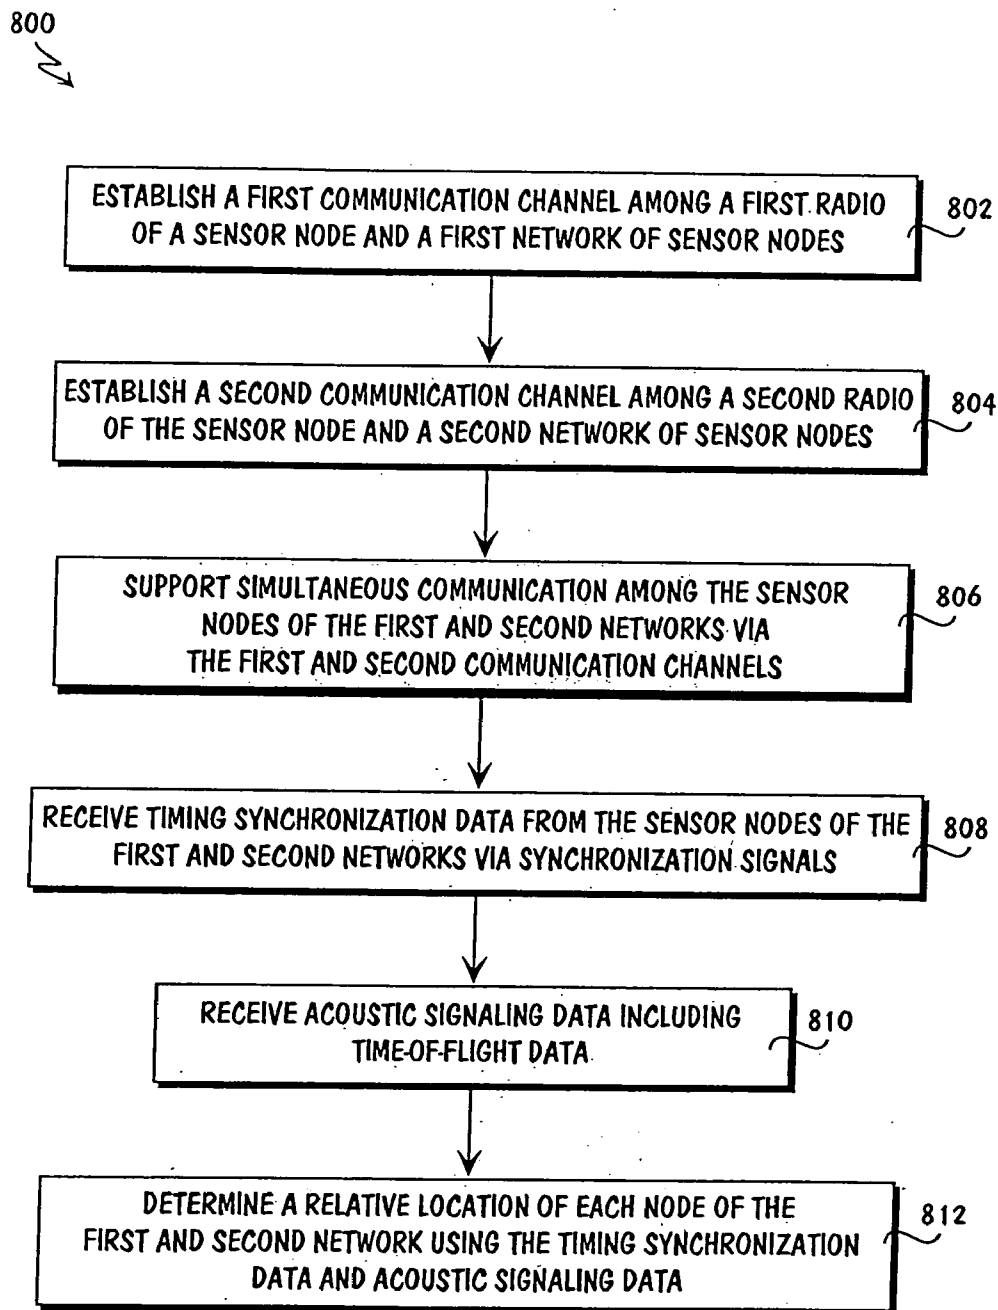 800
ESTABLISH A FIRST COMMUNICATION CHANNEL AMONG A FIRST RADIO
OF A SENSOR NODE AND A FIRST NETWORK OF SENSOR NODES
802
ESTABLISH A SECOND COMMUNICATION CHANNEL AMONG A SECOND RADIO
OF THE SENSOR NODE AND A SECOND NETWORK OF SENSOR NODES
804
SUPPORT SIMULTANEOUS COMMUNICATION AMONG THE SENSOR
NODES OF THE FIRST AND SECOND NETWORKS VIA
THE FIRST AND SECOND COMMUNICATION CHANNELS
806
RECEIVE TIMING SYNCHRONIZATION DATA FROM THE SENSOR NODES OF THE
FIRST AND SECOND NETWORKS VIA SYNCHRONIZATION SIGNALS
808
RECEIVE ACOUSTIC SIGNALING DATA INCLUDING
TIME-OF-FLIGHT DATA
810
DETERMINE A RELATIVE LOCATION OF EACH NODE OF THE
FIRST AND SECOND NETWORK USING THE TIMING SYNCHRONIZATION
DATA AND ACOUSTIC SIGNALING DATA
812